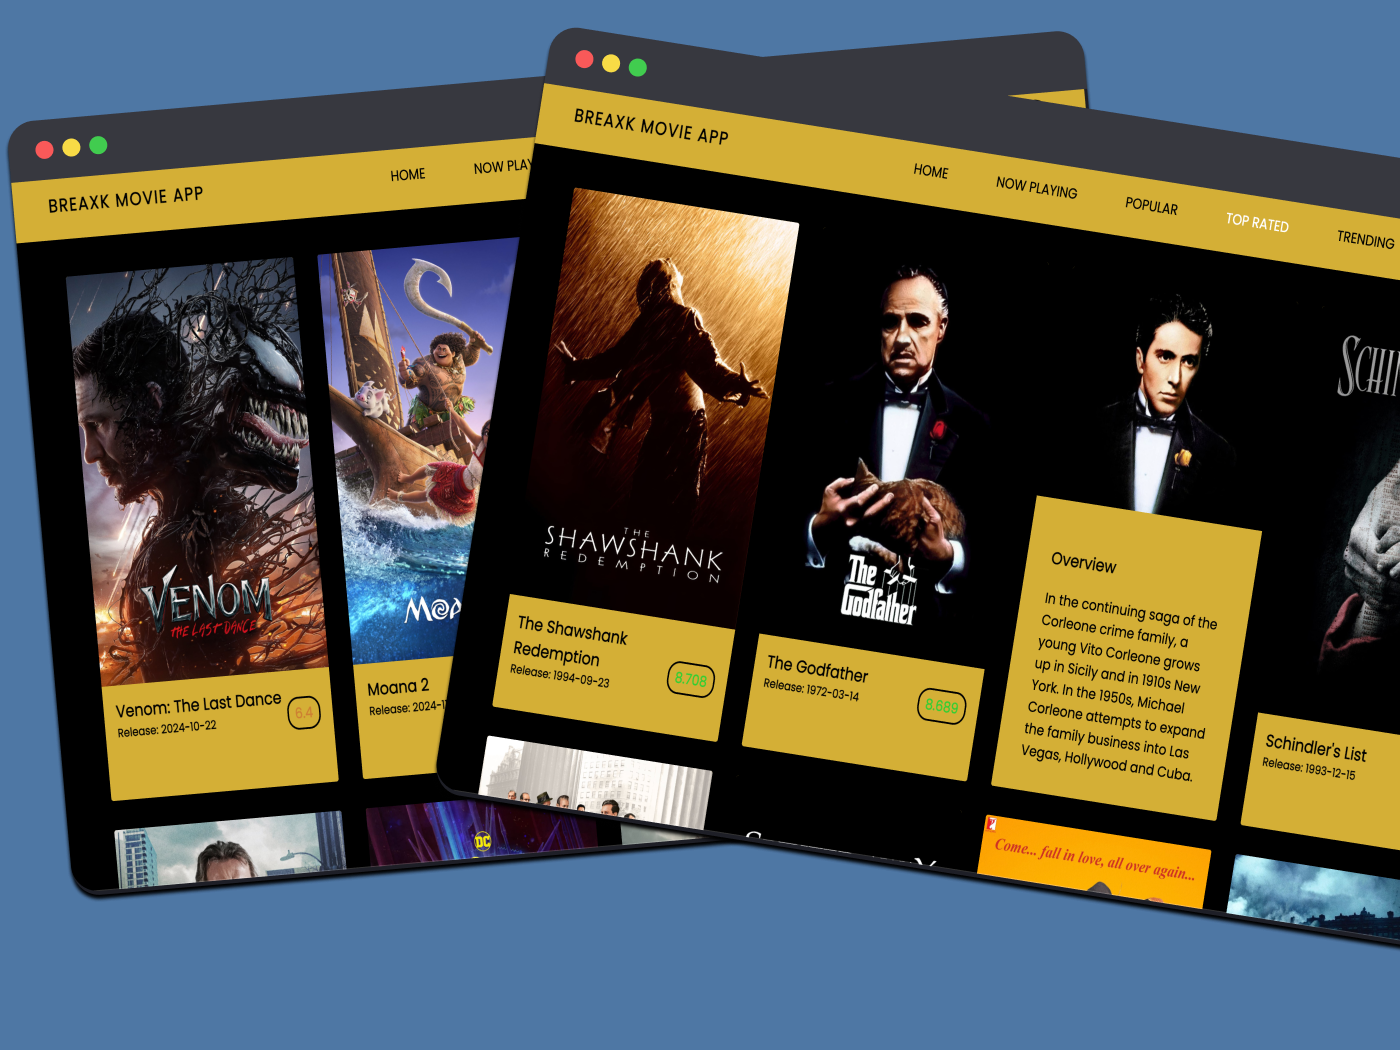 BREAXK MOVIE APP
HOME
NOW PLAY
VENOM
THE LAST DANCE
Venom: The Last Dance
Release: 2024-10-22
6.4
Moana 2
Release: 2024-1
DC
BREAXK MOVIE APP
HOME
NOW PLAYING
POPULAR
TOP RATED
TRENDING
THE
SHAWSHANK
REDEMPTION
The Shawshank
Redemption
Release: 1994-09-23
8.708
The
Godfather
The Godfather
Release: 1972-03-14
8.689
Overview
In the continuing saga of the
Corleone crime family, a
young Vito Corleone grows
up in Sicily and in 1910s New
York. In the 1950s, Michael
Corleone attempts to expand
the family business into Las
Vegas, Hollywood and Cuba.
SCHI
Schindler's List
Release: 1993-12-15
Come... fall in love, all over again...